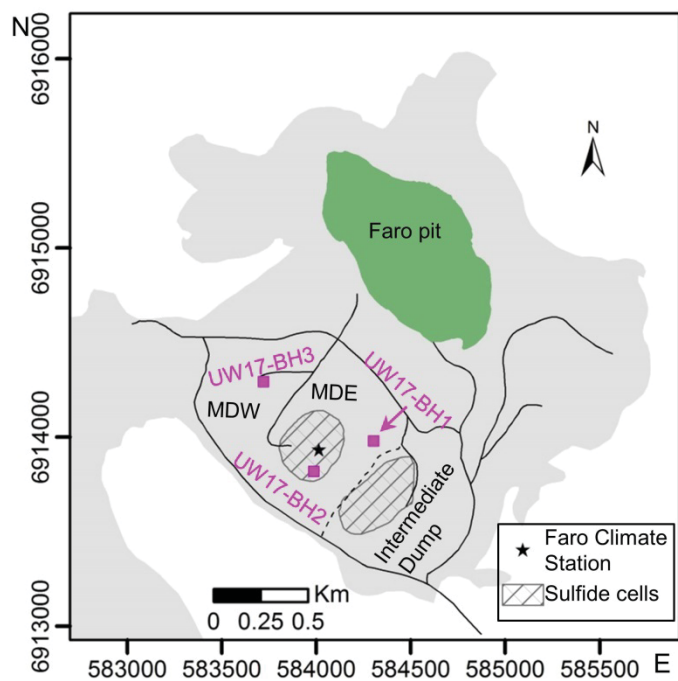 N
6916000
6915000
6914000
6913000
N
Faro pit
UW17-BH3
UW17-BH1
MDE
MDW
UW17-BH2
Intermediate
Dump
Faro Climate
Station
Sulfide cells
Km
0 0.25 0.5
583000 583500 584000 584500 585000 585500 E